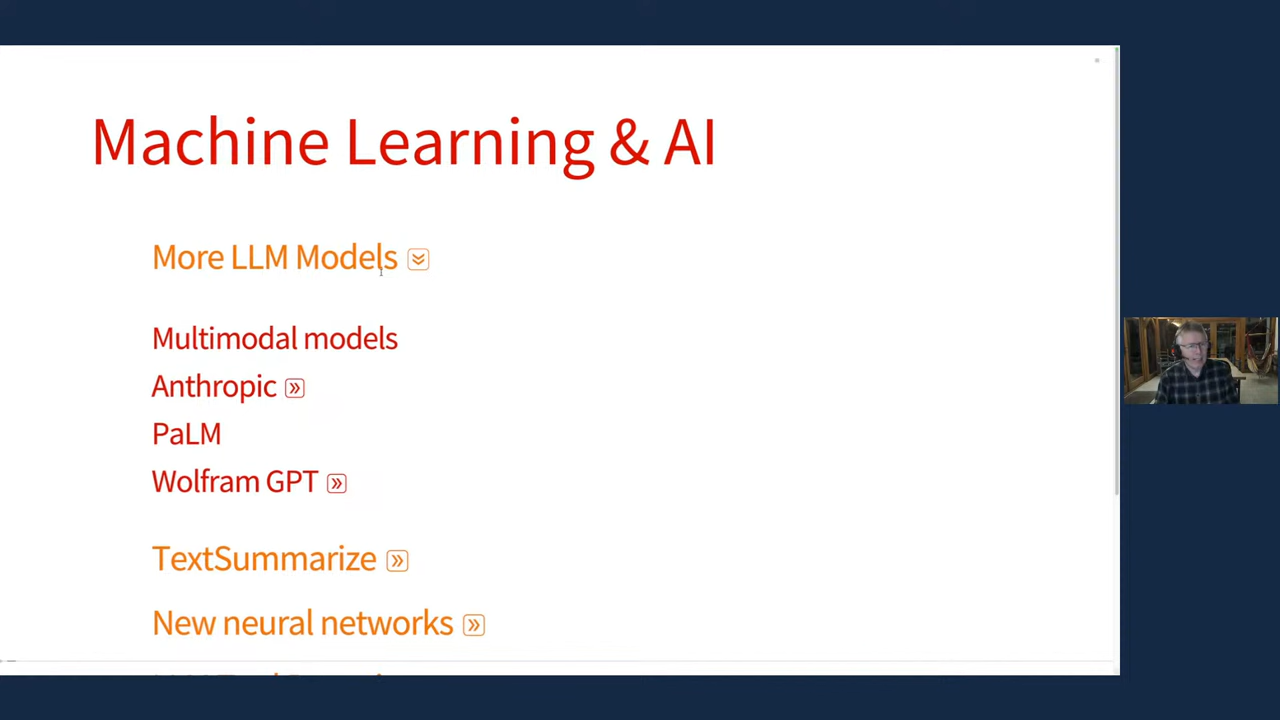 Machine Learning & AI
More LLM Models
Multimodal models
Anthropic
PaLM
Wolfram GPT
TextSummarize
New neural networks